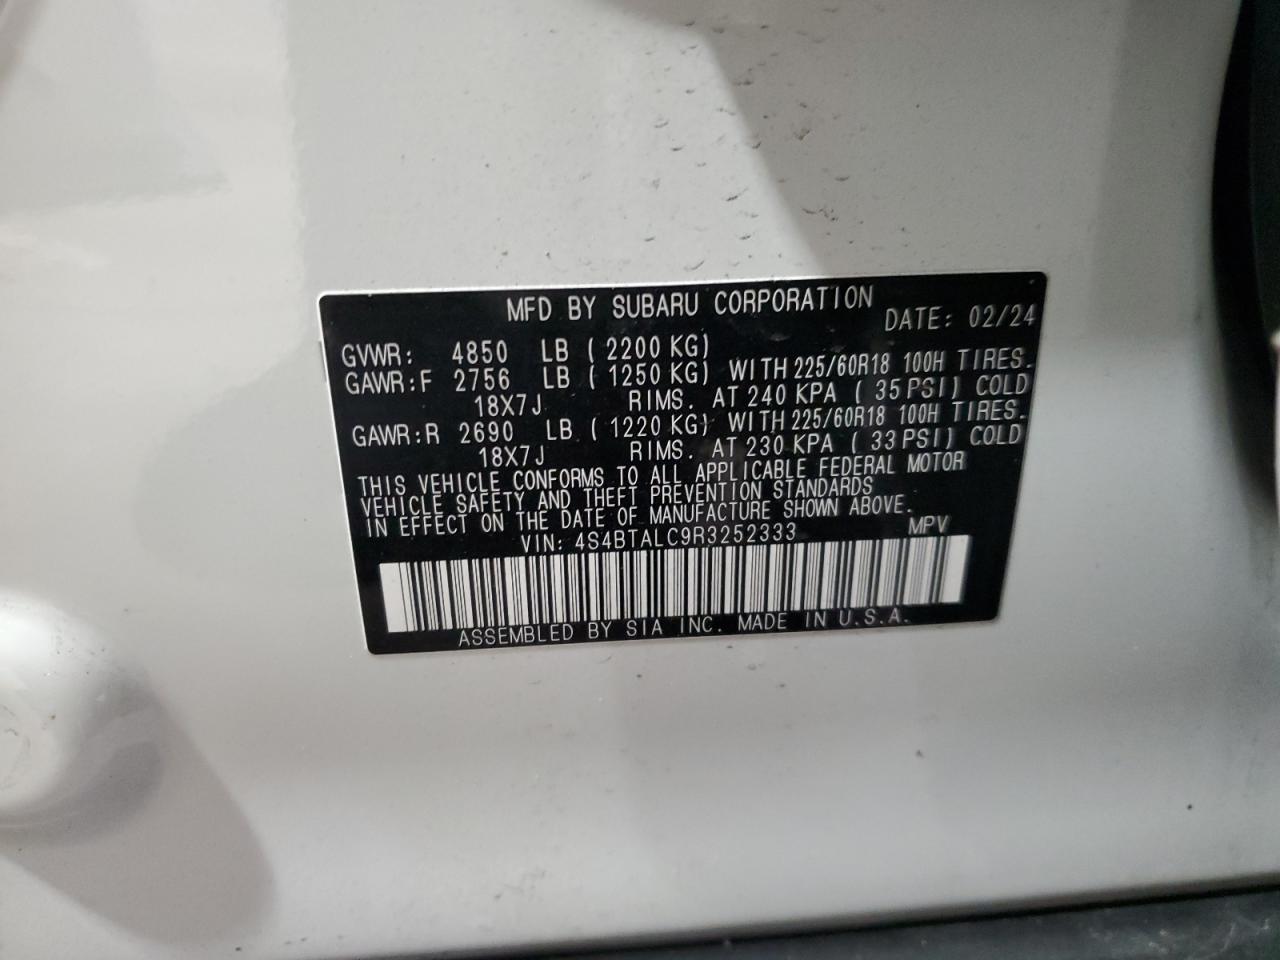 MFD BY SUBARU CORPORATION
DATE: 02/24
GVWR: 4850 LB ( 2200 KG)
GAWR:F 2756 LB ( 1250 KG) WITH 225/60R18 100H TIRES.
18X7J RIMS. AT 240 KPA ( 35 PSI) COLD
GAWR:R 2690 LB ( 1220 KG) WITH 225/60R18 100H TIRES.
18X7J RIMS. AT 230 KPA ( 33 PSI) COLD
THIS VEHICLE CONFORMS TO ALL APPLICABLE FEDERAL MOTOR
VEHICLE SAFETY AND THEFT PREVENTION STANDARDS
IN EFFECT ON THE DATE OF MANUFACTURE SHOWN ABOVE.
VIN: 4S4BTALC9R3252333 MPV
ASSEMBLED BY SIA INC. MADE IN U.S.A.